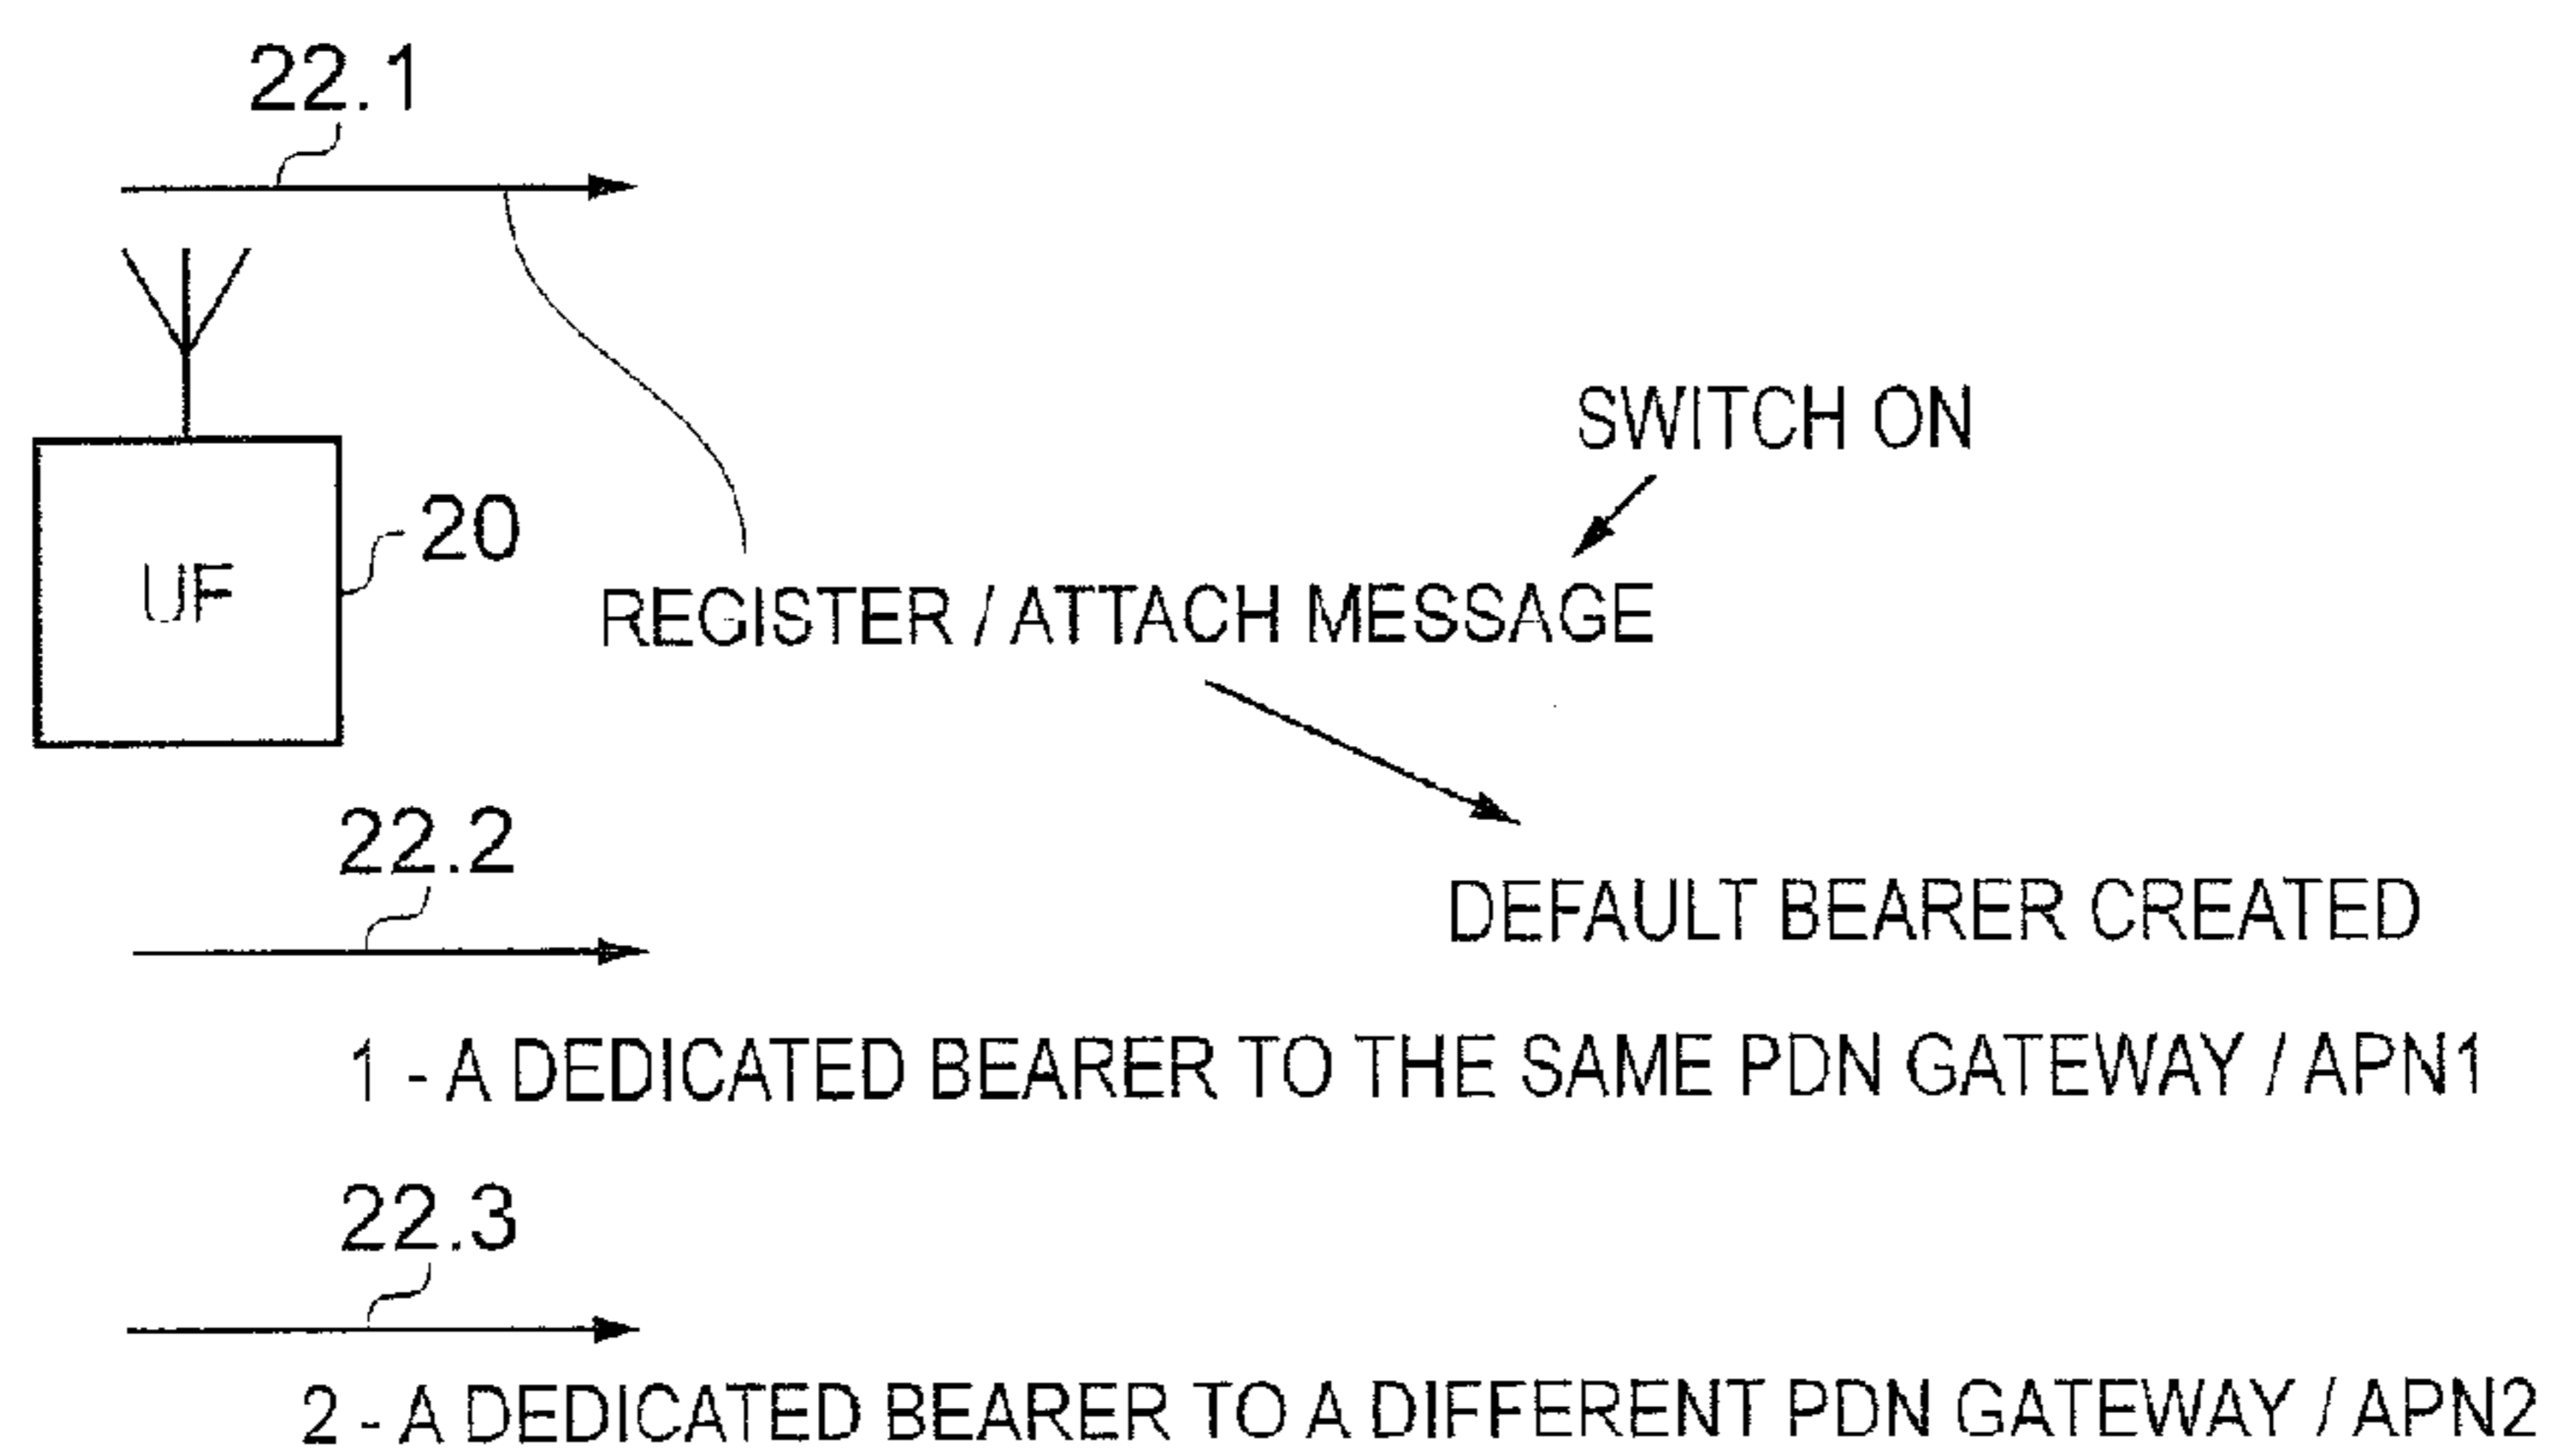 22.1
SWITCH ON
20
UF
REGISTER / ATTACH MESSAGE
22.2
DEFAULT BEARER CREATED
1 - A DEDICATED BEARER TO THE SAME PDN GATEWAY / APN1
22.3
2 - A DEDICATED BEARER TO A DIFFERENT PDN GATEWAY / APN2